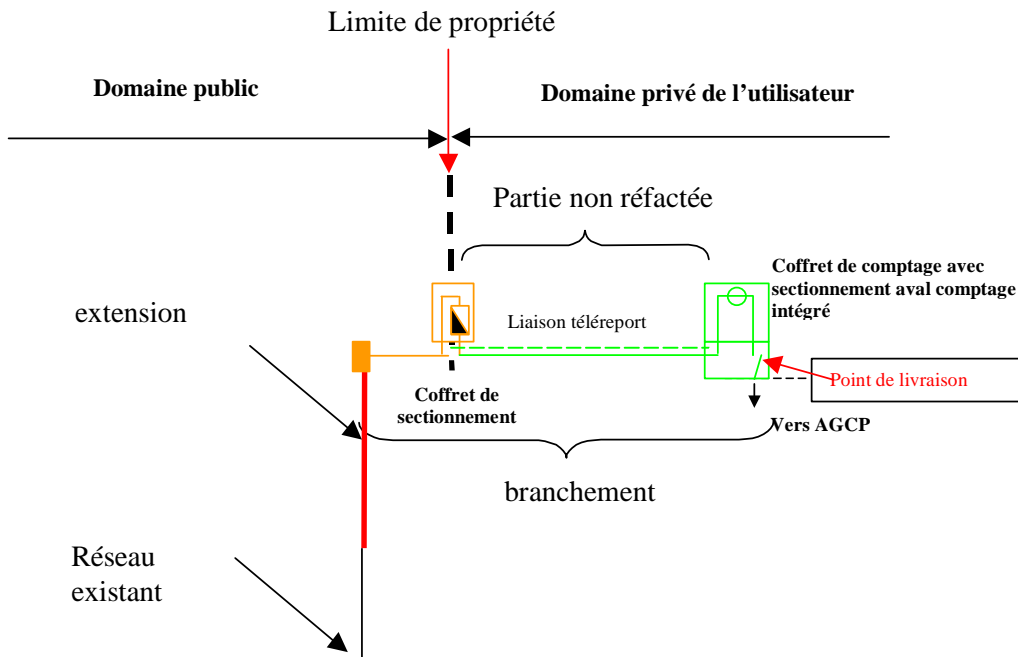 Limite de propriété
Domaine public
Domaine privé de l’utilisateur
Partie non réfactée
Coffret de comptage avec
sectionnement aval comptage
intégré
extension
Liaison téléreport
Point de livraison
Coffret de
sectionnement
Vers AGCP
branchement
Réseau
existant